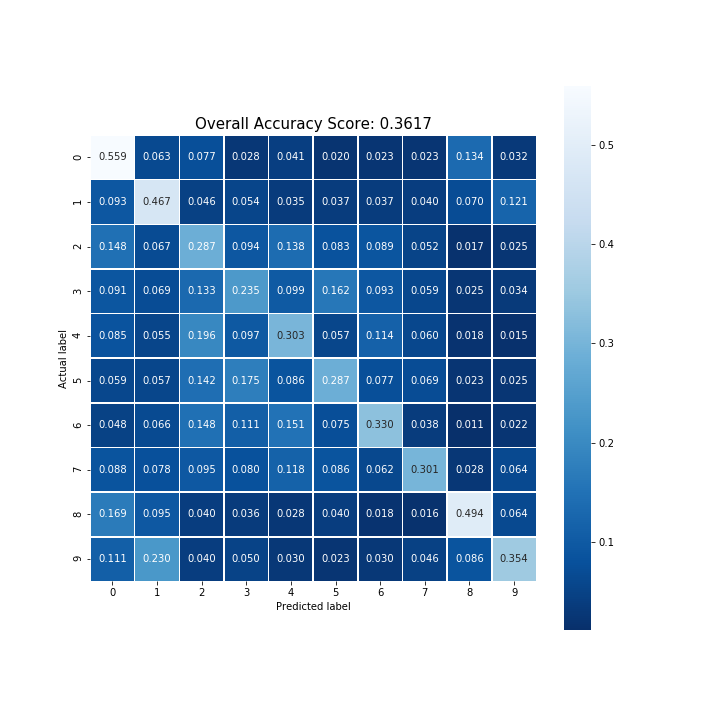 Overall Accuracy Score: 0.3617
0 0.559 0.063 0.077 0.028 0.041 0.020 0.023 0.023 0.134 0.032
1 0.093 0.467 0.046 0.054 0.035 0.037 0.037 0.040 0.070 0.121
2 0.148 0.067 0.287 0.094 0.138 0.083 0.089 0.052 0.017 0.025
3 0.091 0.069 0.133 0.235 0.099 0.162 0.093 0.059 0.025 0.034
4 0.085 0.055 0.196 0.097 0.303 0.057 0.114 0.060 0.018 0.015
5 0.059 0.057 0.142 0.175 0.086 0.287 0.077 0.069 0.023 0.025
6 0.048 0.066 0.148 0.111 0.151 0.075 0.330 0.038 0.011 0.022
7 0.088 0.078 0.095 0.080 0.118 0.086 0.062 0.301 0.028 0.064
8 0.169 0.095 0.040 0.036 0.028 0.040 0.018 0.016 0.494 0.064
9 0.111 0.230 0.040 0.050 0.030 0.023 0.030 0.046 0.086 0.354
0 1 2 3 4 5 6 7 8 9
Predicted label
Actual label
0.5
0.4
0.3
0.2
0.1